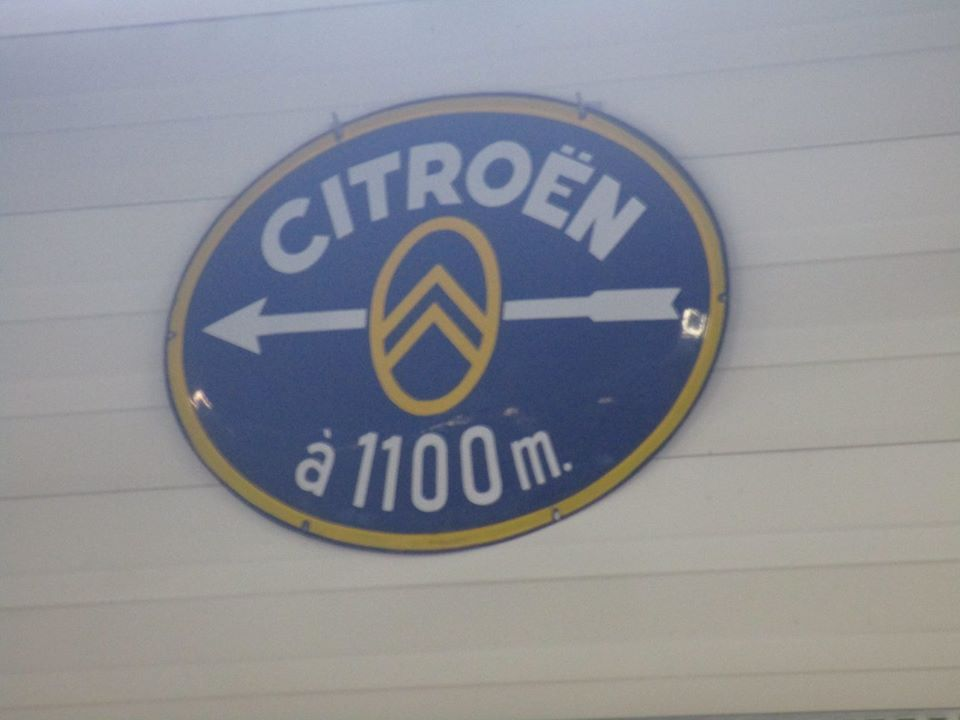 CITROËN
à 1100 m.